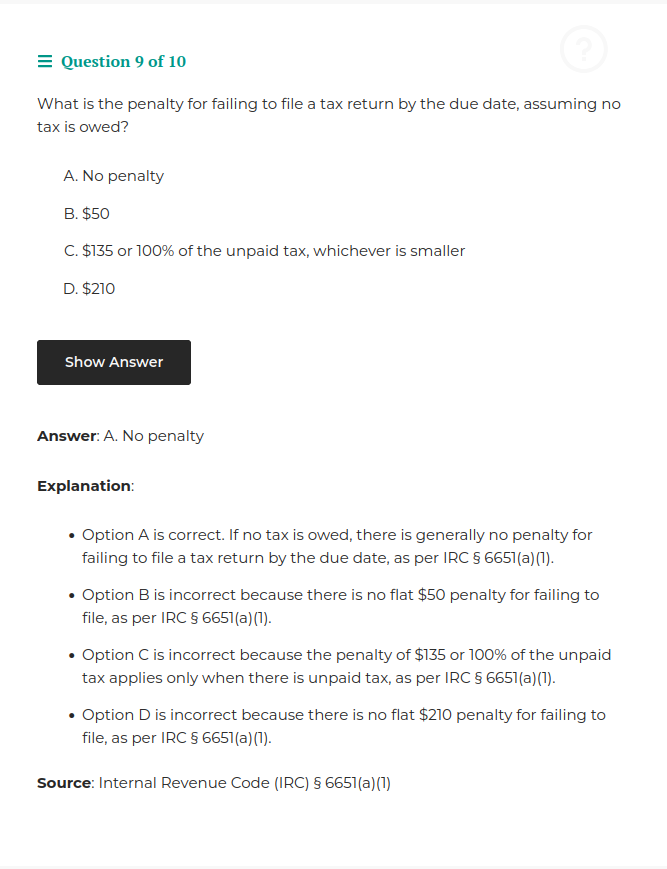 Question 9 of 10
What is the penalty for failing to file a tax return by the due date, assuming no
tax is owed?
A. No penalty
B. $50
C. $135 or 100% of the unpaid tax, whichever is smaller
D. $210
Show Answer
Answer: A. No penalty
Explanation:
• Option A is correct. If no tax is owed, there is generally no penalty for
failing to file a tax return by the due date, as per IRC § 6651(a)(1).
• Option B is incorrect because there is no flat $50 penalty for failing to
file, as per IRC § 6651(a)(1).
• Option C is incorrect because the penalty of $135 or 100% of the unpaid
tax applies only when there is unpaid tax, as per IRC § 6651(a)(1).
• Option D is incorrect because there is no flat $210 penalty for failing to
file, as per IRC § 6651(a)(1).
Source: Internal Revenue Code (IRC) § 6651(a)(1)